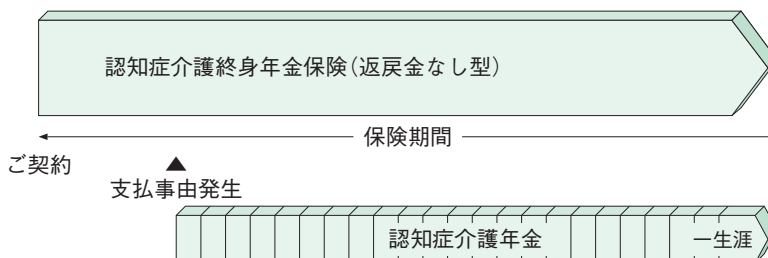 認知症介護終身年金保険(返戻金なし型)
保険期間
ご契約
支払事由発生
認知症介護年金
一生涯